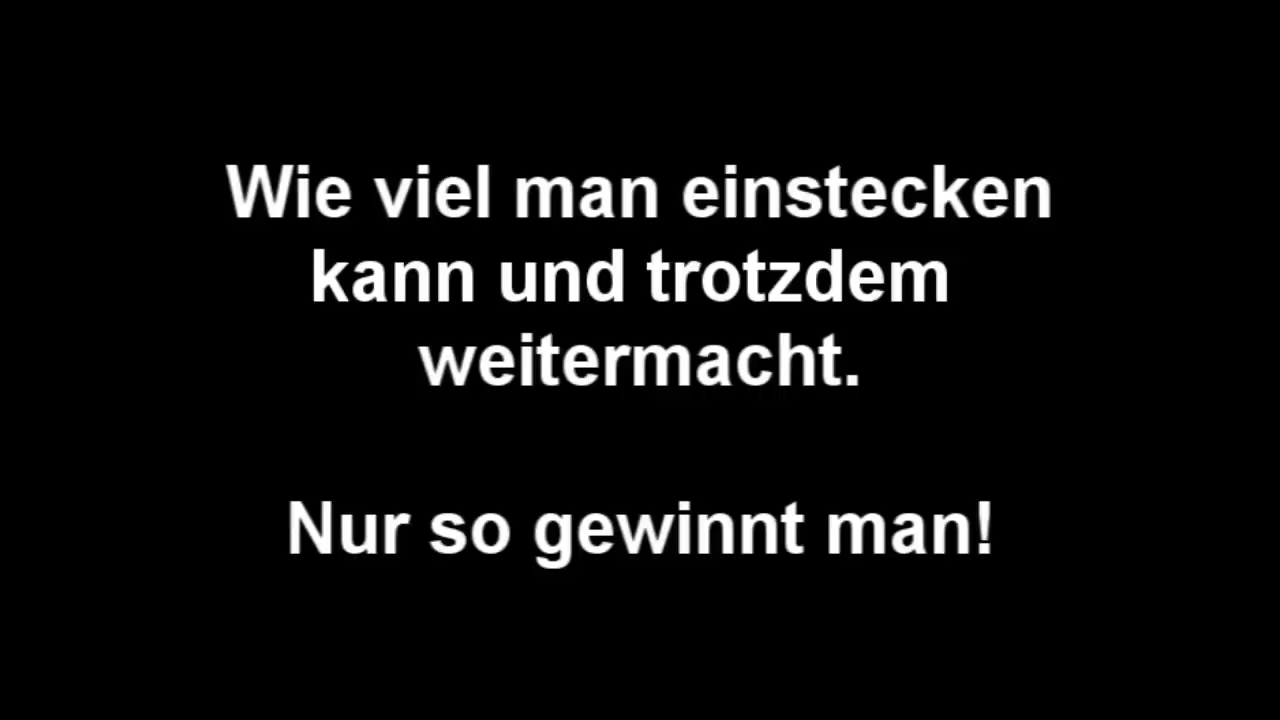 Wie viel man einstecken
kann und trotzdem
weitermacht.
Nur so gewinnt man!